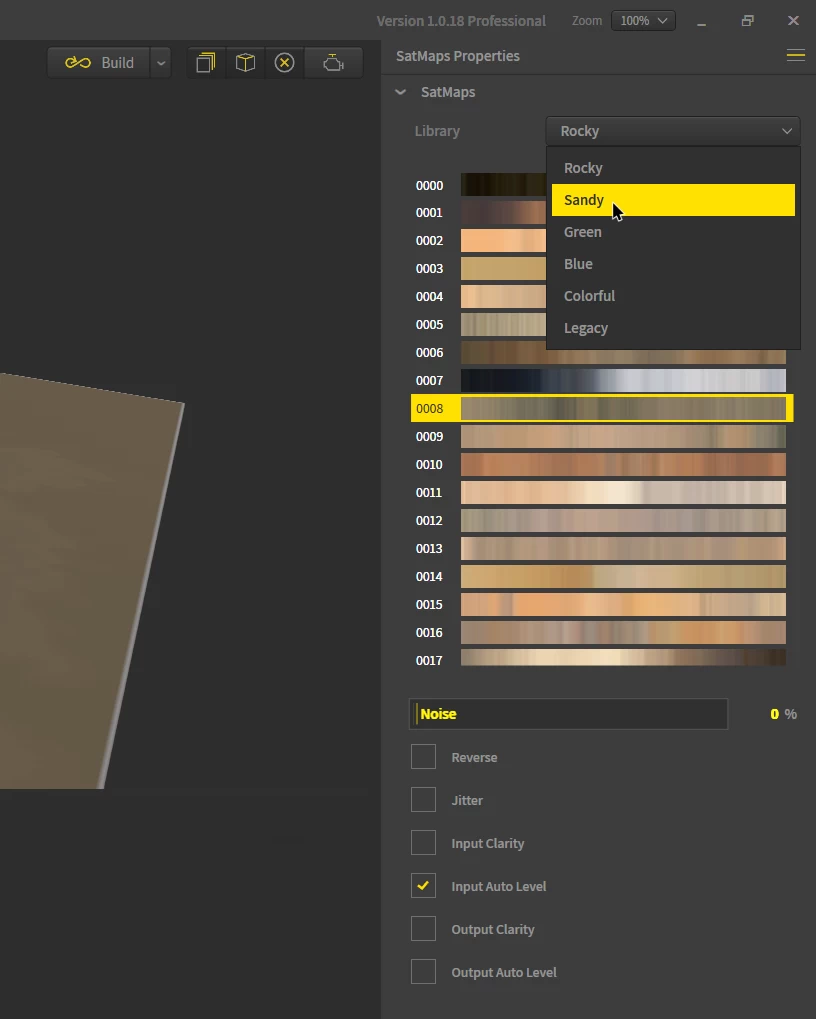 Version 1.0.18 Professional Zoom 100%
Build
SatMaps Properties
SatMaps
Library Rocky
Rocky
Sandy
Green
Blue
Colorful
Legacy
0000
0001
0002
0003
0004
0005
0006
0007
0008
0009
0010
0011
0012
0013
0014
0015
0016
0017
Noise 0 %
Reverse
Jitter
Input Clarity
Input Auto Level
Output Clarity
Output Auto Level